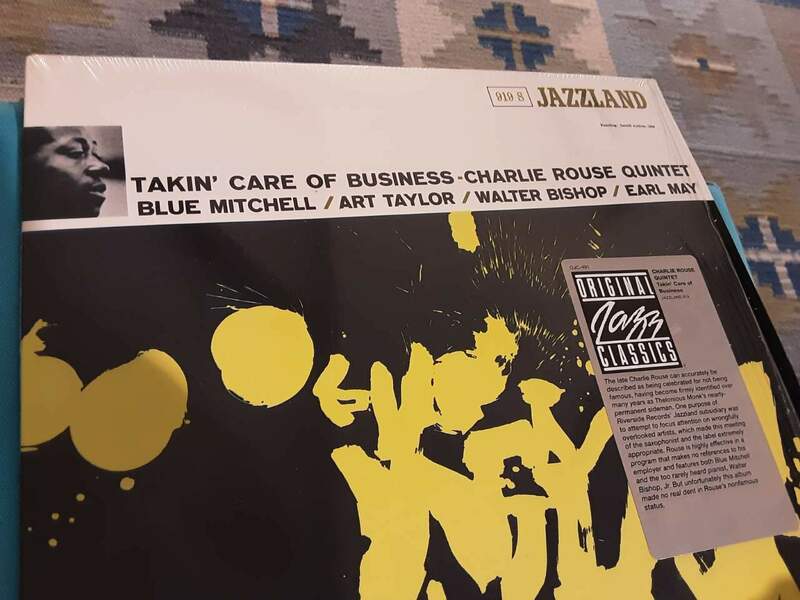 919 S JAZZLAND
TAKIN' CARE OF BUSINESS - CHARLIE ROUSE QUINTET
BLUE MITCHELL / ART TAYLOR / WALTER BISHOP / EARL MAY
OJC-491
ORIGINAL
Jazz
CLASSICS
CHARLIE ROUSE
QUINTET
Takin' Care of
Business
The late Charlie Rouse can accurately be
described as being celebrated for not being
famous, having become firmly identified over
many years as Thelonious Monk's nearly-
permanent sideman. One purpose of
Riverside Records' Jazzland subsidiary was
to attempt to focus attention on wrongfully
overlooked artists, which made this meeting
of the saxophonist and the label extremely
appropriate. Rouse is highly effective in a
program that makes no references to his
employer and features both Blue Mitchell
and the too rarely heard pianist, Walter
Bishop, Jr. But unfortunately this album
made no real dent in Rouse's nonfamous
status.